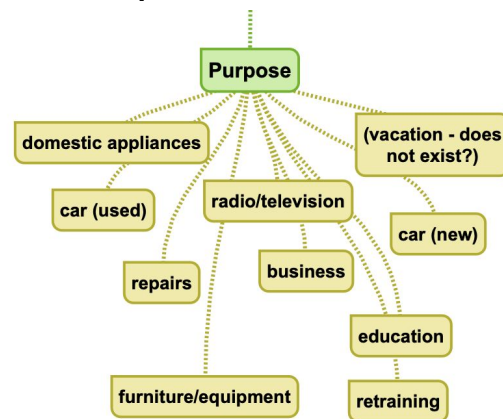 Purpose
domestic appliances
(vacation - does
not exist?)
car (used)
radio/television
car (new)
repairs
business
education
furniture/equipment
retraining